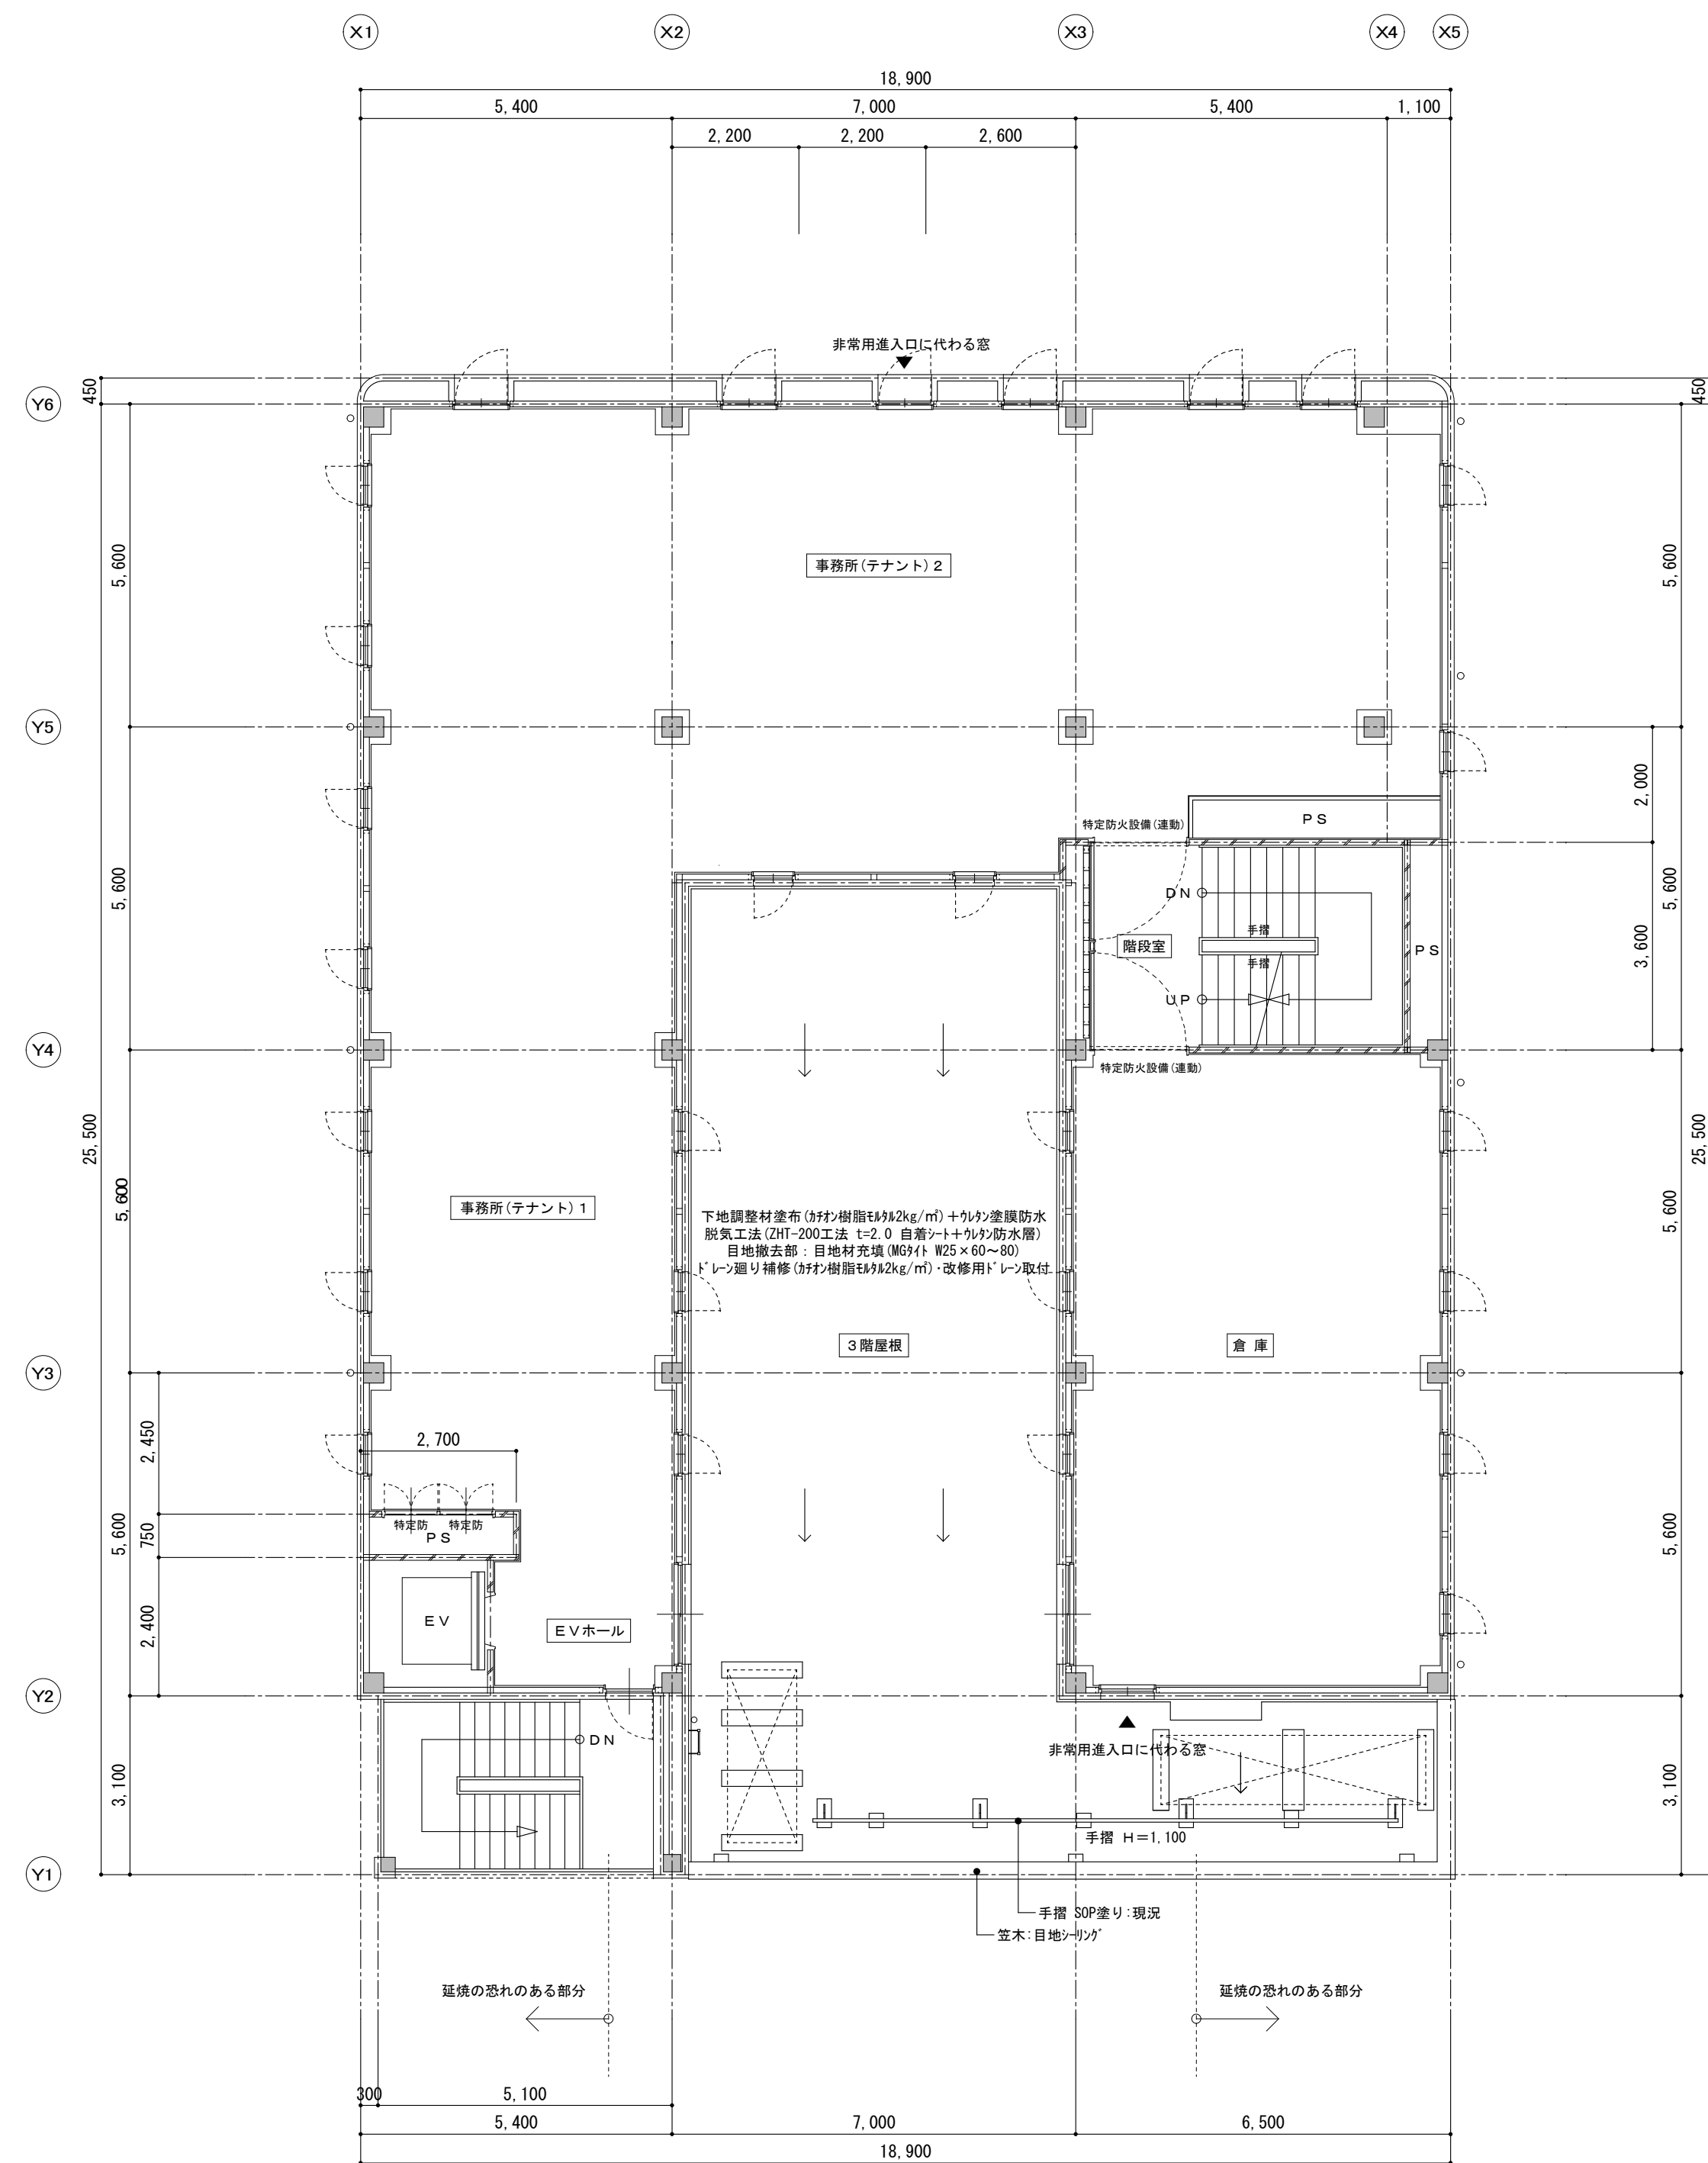 X1 X2 X3 X4 X5
18,900
5,400 7,000 5,400 1,100
2,200 2,200 2,600
非常用進入口に代わる窓
450
450
Y6
5,600
事務所(テナント)2
5,600
Y5
2,000
PS
特定防火設備(連動)
5,600
DN
手摺
階段室
手摺
PS
UP
5,600
3,600
Y4
特定防火設備(連動)
25,500
25,500
5,600
事務所(テナント)1
下地調整材塗布(カチオン樹脂モルタル2kg/㎡)+ウレタン塗膜防水
脱気工法(ZHT-200工法 t=2.0 自着シート+ウレタン防水層)
目地撤去部:目地材充填(MGタイト W25×60~80)
ドレーン廻り補修(カチオン樹脂モルタル2kg/㎡)・改修用ドレーン取付
5,600
3階屋根
倉 庫
Y3
2,450
2,700
特定防 特定防
PS
5,600
750
5,600
EV
EVホール
2,400
Y2
DN
非常用進入口に代わる窓
3,100
3,100
手摺 H=1,100
Y1
手摺 SOP塗り:現況
笠木:目地シーリング
延焼の恐れのある部分
延焼の恐れのある部分
300 5,100
5,400 7,000 6,500
18,900